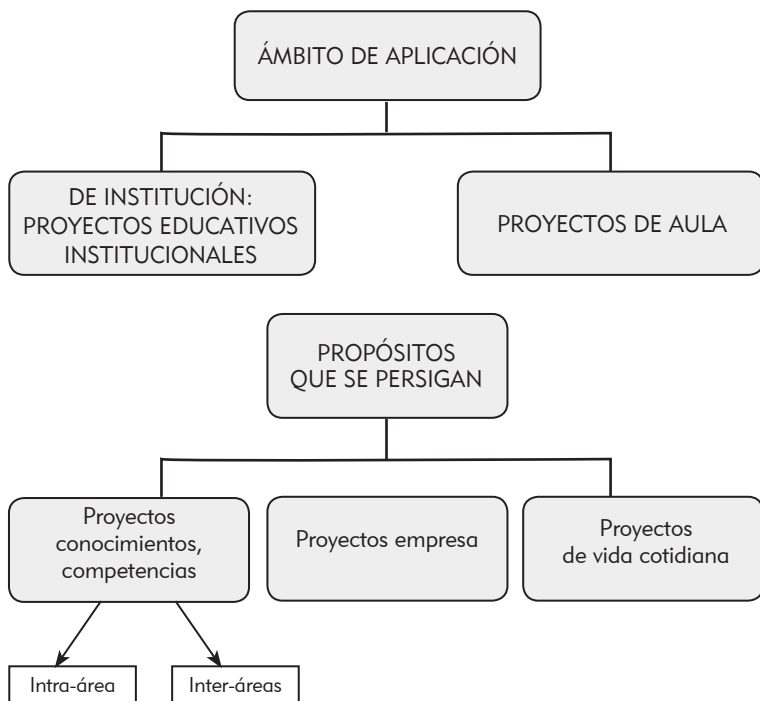 ÁMBITO DE APLICACIÓN
DE INSTITUCIÓN:
PROYECTOS EDUCATIVOS
INSTITUCIONALES
PROYECTOS DE AULA
PROPÓSITOS
QUE SE PERSIGAN
Proyectos
conocimientos,
competencias
Proyectos empresa
Proyectos
de vida cotidiana
Intra-área
Inter-áreas